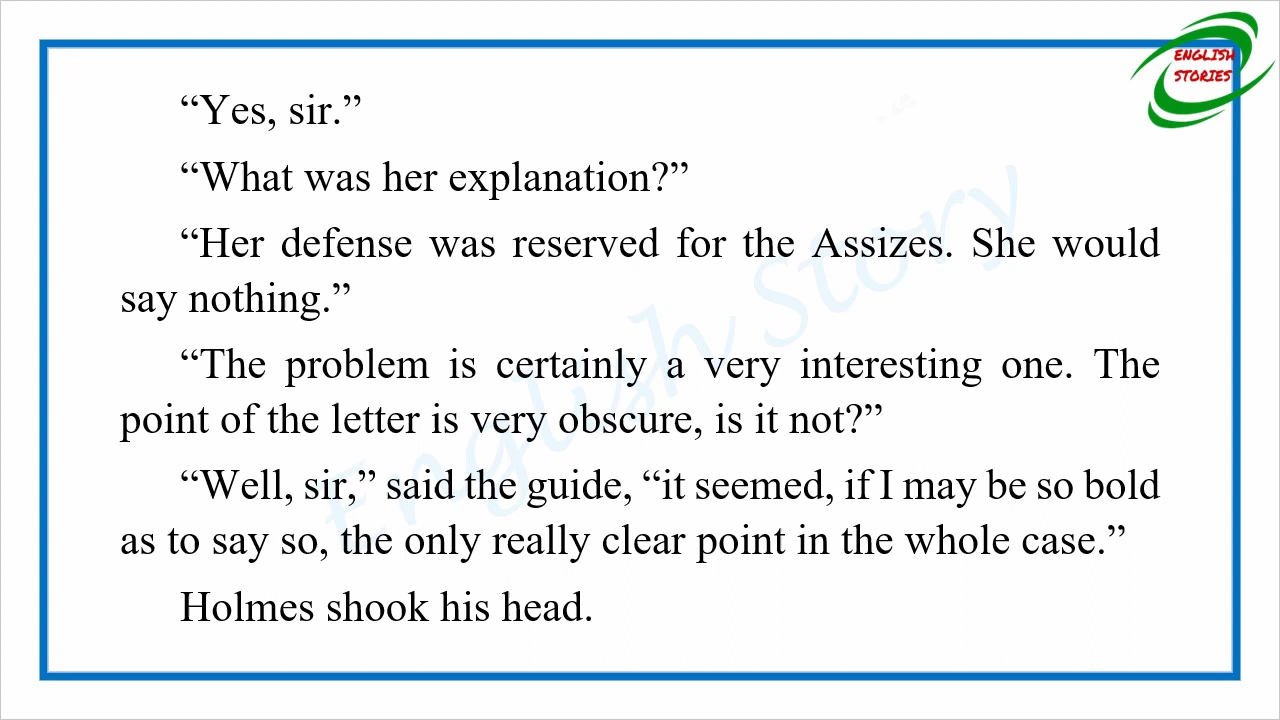 ENGLISH
STORIES
“Yes, sir.”
“What was her explanation?”
“Her defense was reserved for the Assizes. She would
say nothing.”
“The problem is certainly a very interesting one. The
point of the letter is very obscure, is it not?”
“Well, sir,” said the guide, “it seemed, if I may be so bold
as to say so, the only really clear point in the whole case.”
Holmes shook his head.
English Story